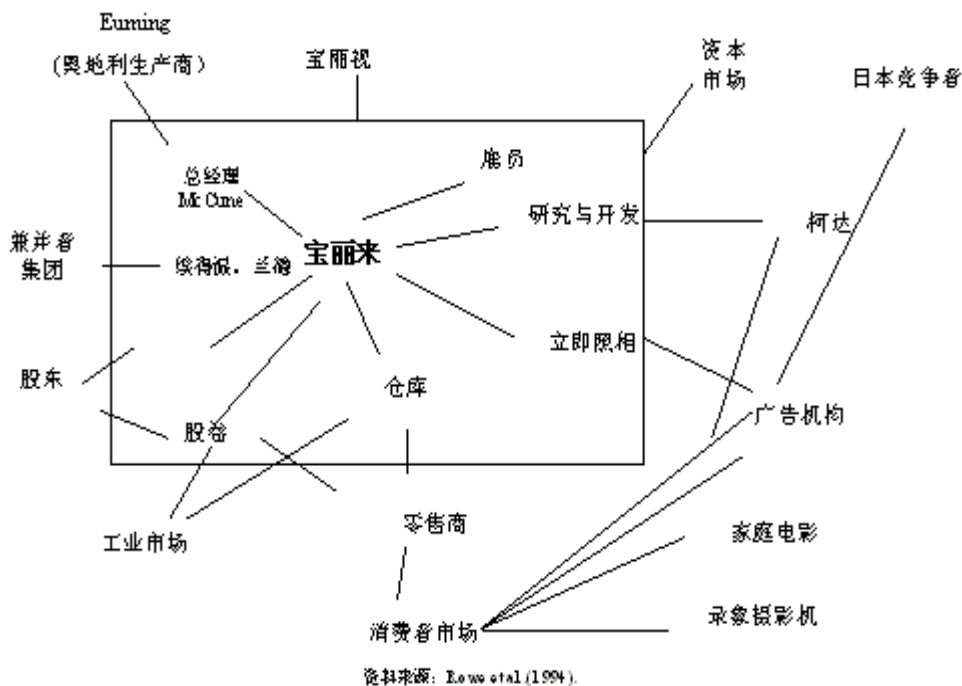 Euming
(奥地利生产商)
宝丽视
资本
市场
日本竞争者
总经理
Mc Cune
雇员
研究与开发
柯达
兼并者
集团
宝丽来
立即照相
股东
仓库
广告机构
股卷
工业市场
零售商
家庭电影
消费者市场
录象摄影机
资料来源: Rowe et al.(1994).